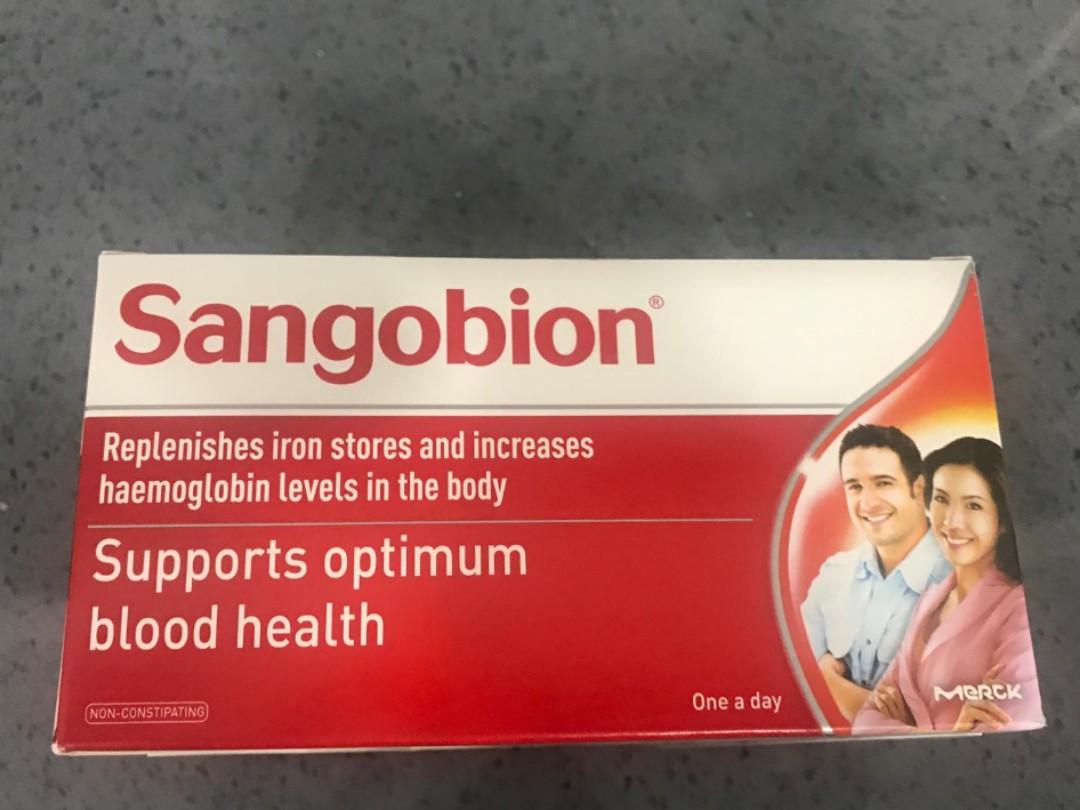 Sangobion®
Replenishes iron stores and increases
haemoglobin levels in the body
Supports optimum
blood health
NON-CONSTIPATING
One a day
MERCK